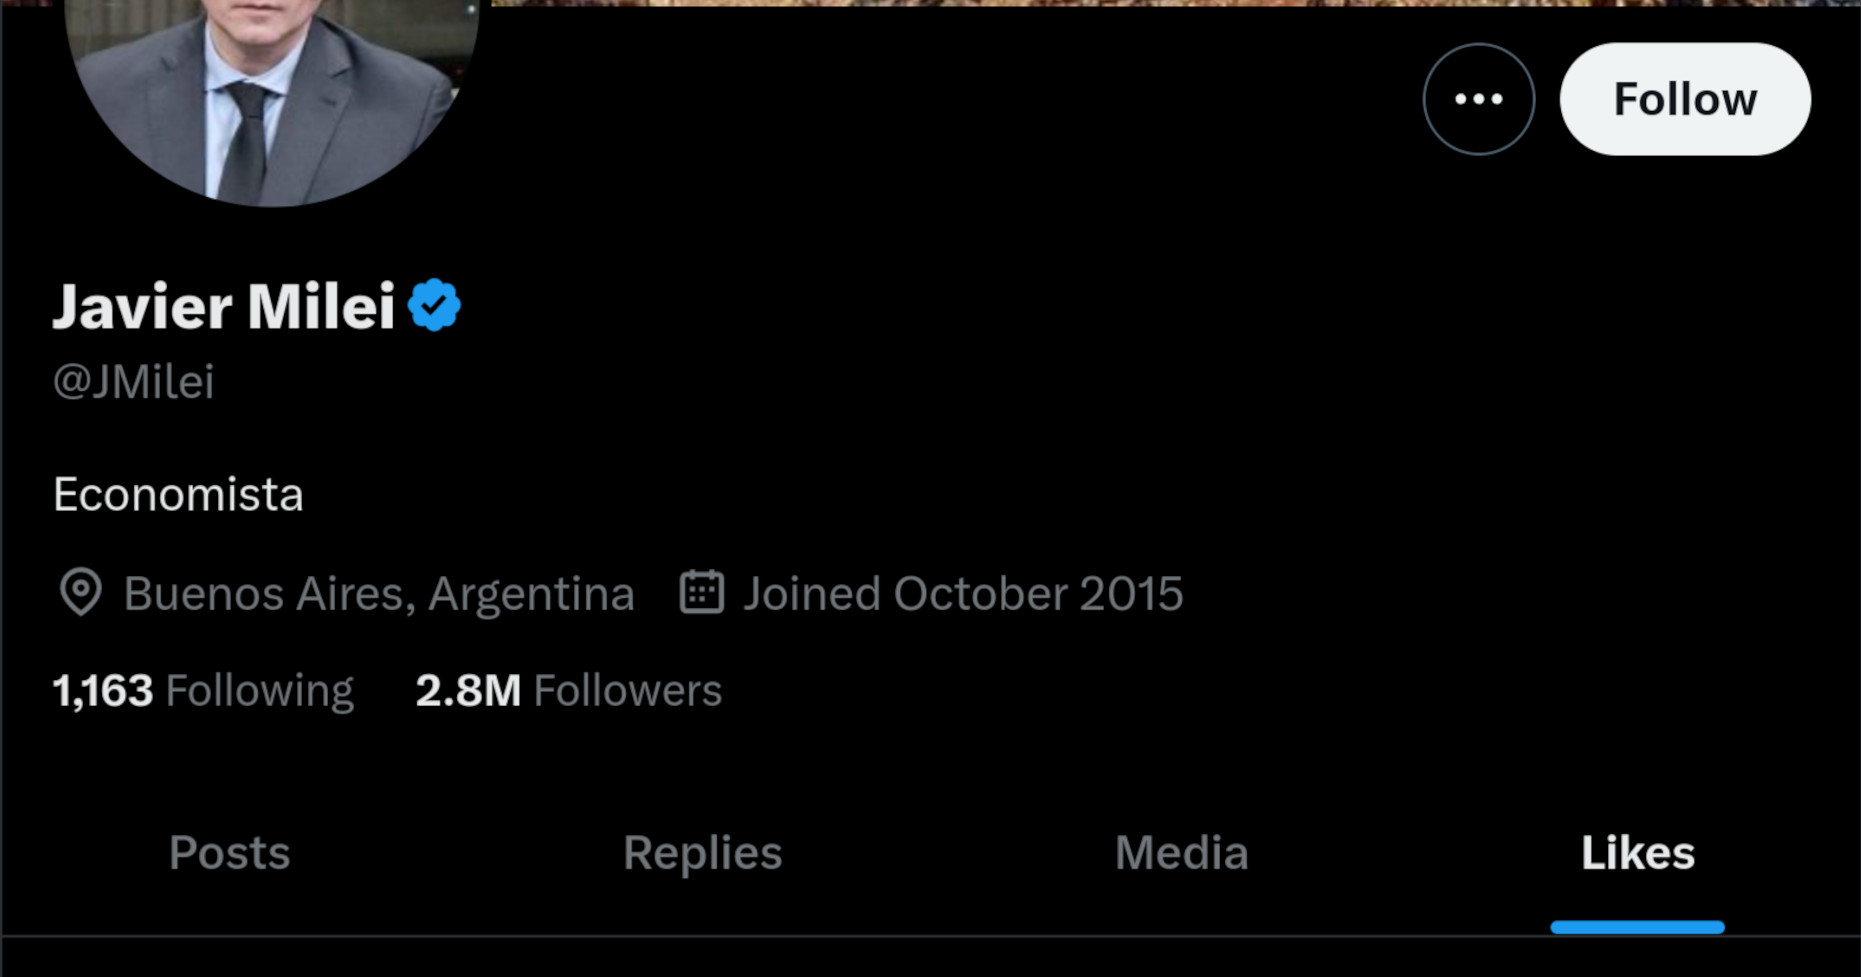 Follow
Javier Milei
@JMilei
Economista
Buenos Aires, Argentina Joined October 2015
1,163 Following 2.8M Followers
Posts Replies Media Likes